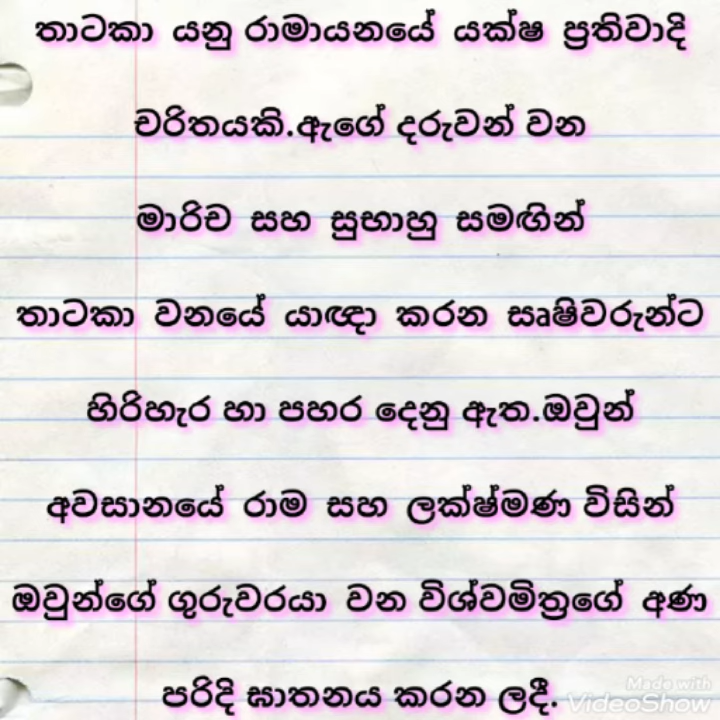 තාටකා යනු රාමායනයේ යක්ෂ ප්‍රතිවාදි
චරිතයකි.ඇගේ දරුවන් වන
මාරිච සහ සුභාහු සමඟින්
තාටකා වනයේ යාඥා කරන සෘෂිවරුන්ට
හිරිහැර හා පහර දෙනු ඇත.ඔවුන්
අවසානයේ රාම සහ ලක්ෂ්මණ විසින්
ඔවුන්ගේ ගුරුවරයා වන විශ්වමිත්‍රගේ අණ
පරිදි ඝාතනය කරන ලදී.
Made with
VideoShow